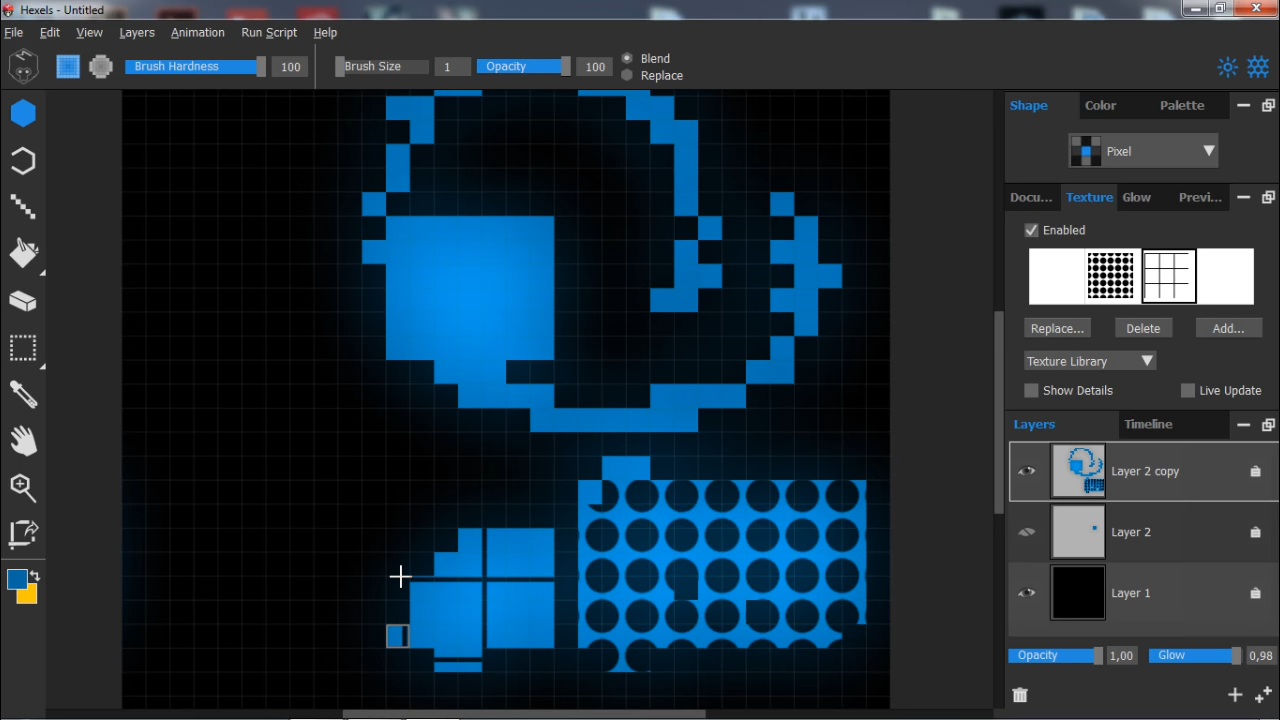 Hexels - Untitled
File Edit View Layers Animation Run Script Help
Brush Hardness 100 Brush Size 1 Opacity 100 Blend
Replace
Shape Color Palette
Pixel
Docu... Texture Glow Previ...
Enabled
Replace... Delete Add...
Texture Library
Show Details Live Update
Layers Timeline
Layer 2 copy
Layer 2
Layer 1
Opacity 1,00 Glow 0,98